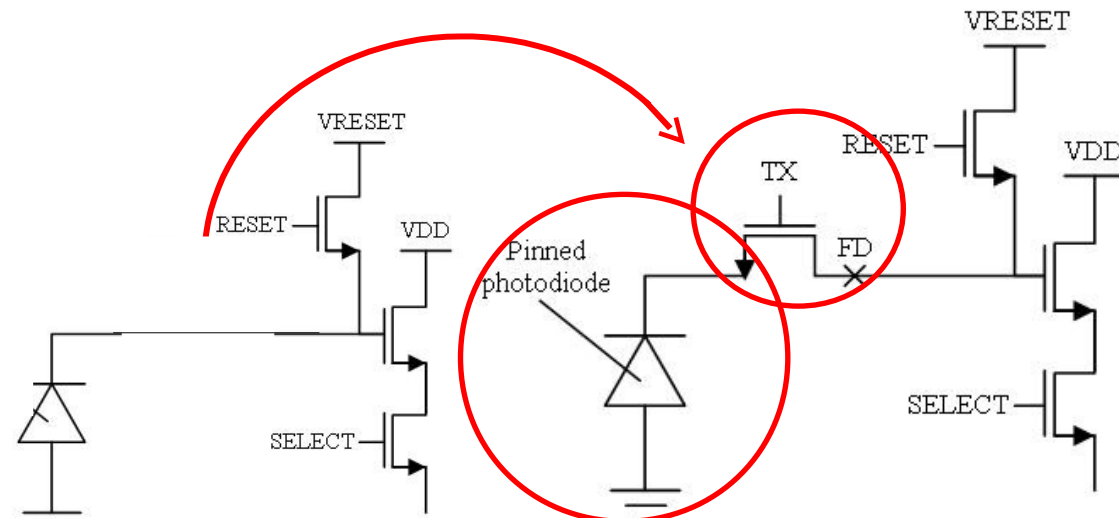 VRESET
RESET
VDD
SELECT
VRESET
RESET
VDD
TX
FD
Pinned
photodiode
SELECT